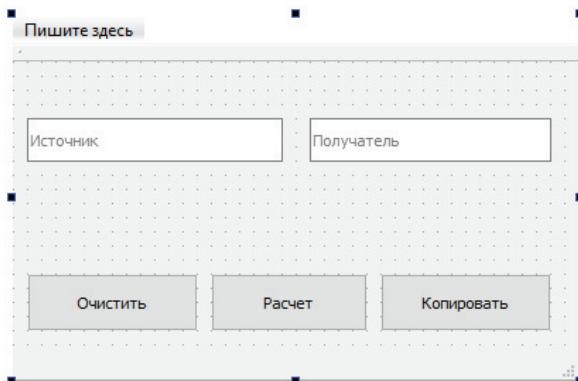 Пишите здесь
Источник
Получатель
Очистить
Расчет
Копировать